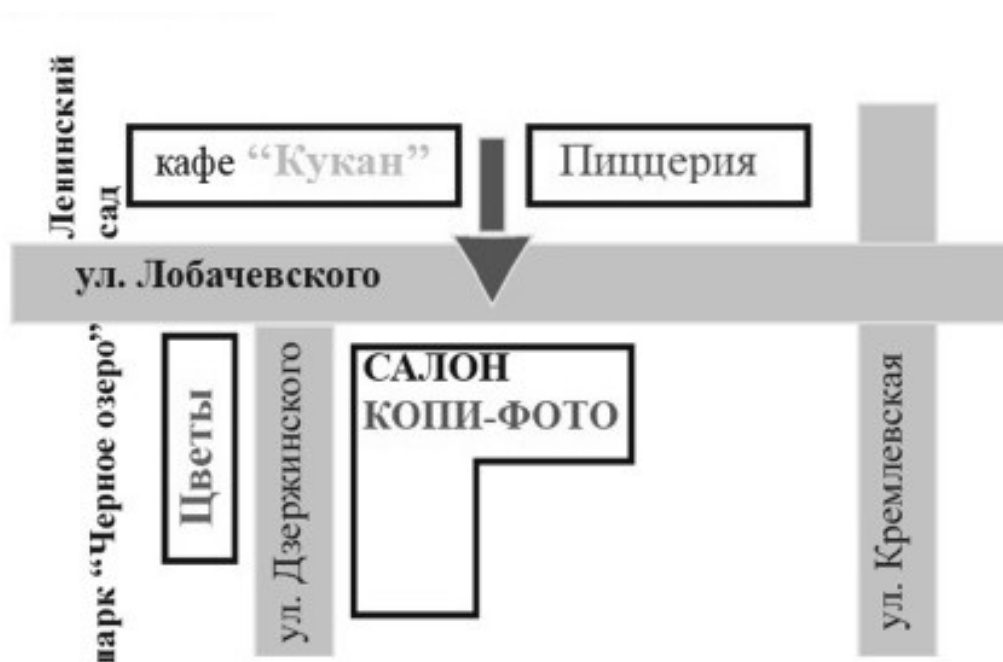 Ленинский
сад
кафе “Кукан”
Пиццерия
ул. Лобачевского
парк “Черное озеро”
Цветы
ул. Дзержинского
САЛОН
КОПИ-ФОТО
ул. Кремлевская